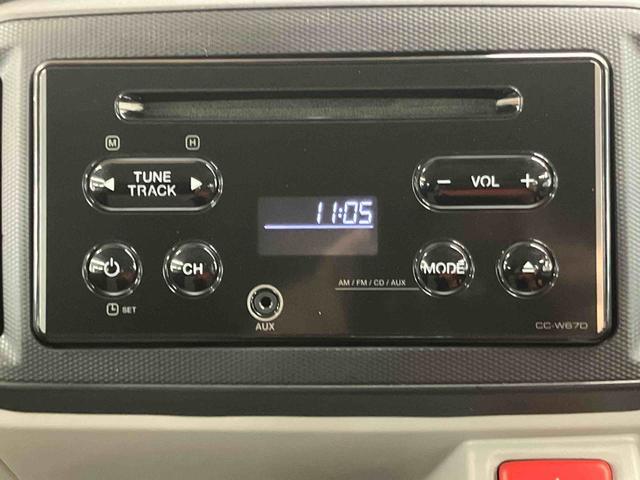 M H
TUNE
TRACK
− VOL +
11:05
CH
MODE
AM / FM / CD / AUX
SET
AUX
CC-W67D